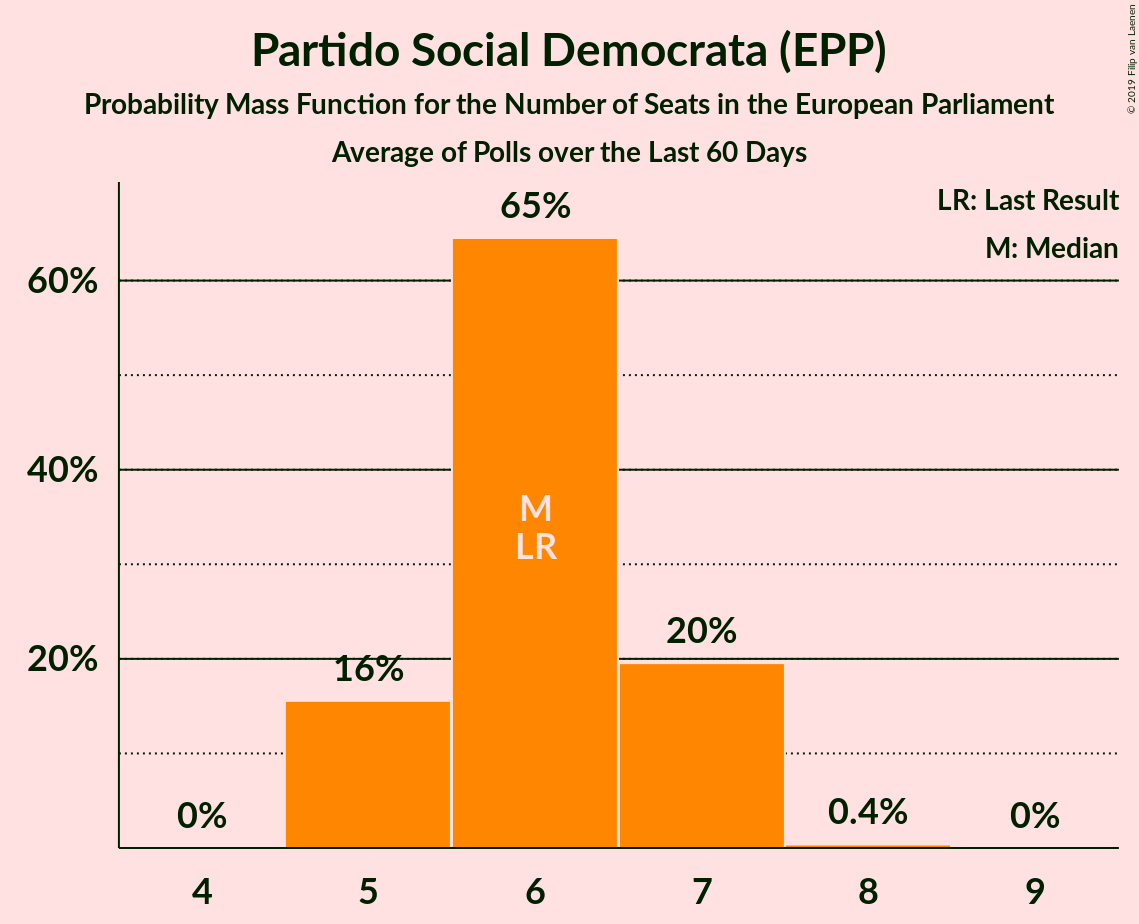 Partido Social Democrata (EPP)
Probability Mass Function for the Number of Seats in the European Parliament
Average of Polls over the Last 60 Days
© 2019 Filip van Laenen
LR: Last Result
M: Median
65%
60%
40%
M
LR
20%
20%
16%
0%
0.4%
0%
4 5 6 7 8 9